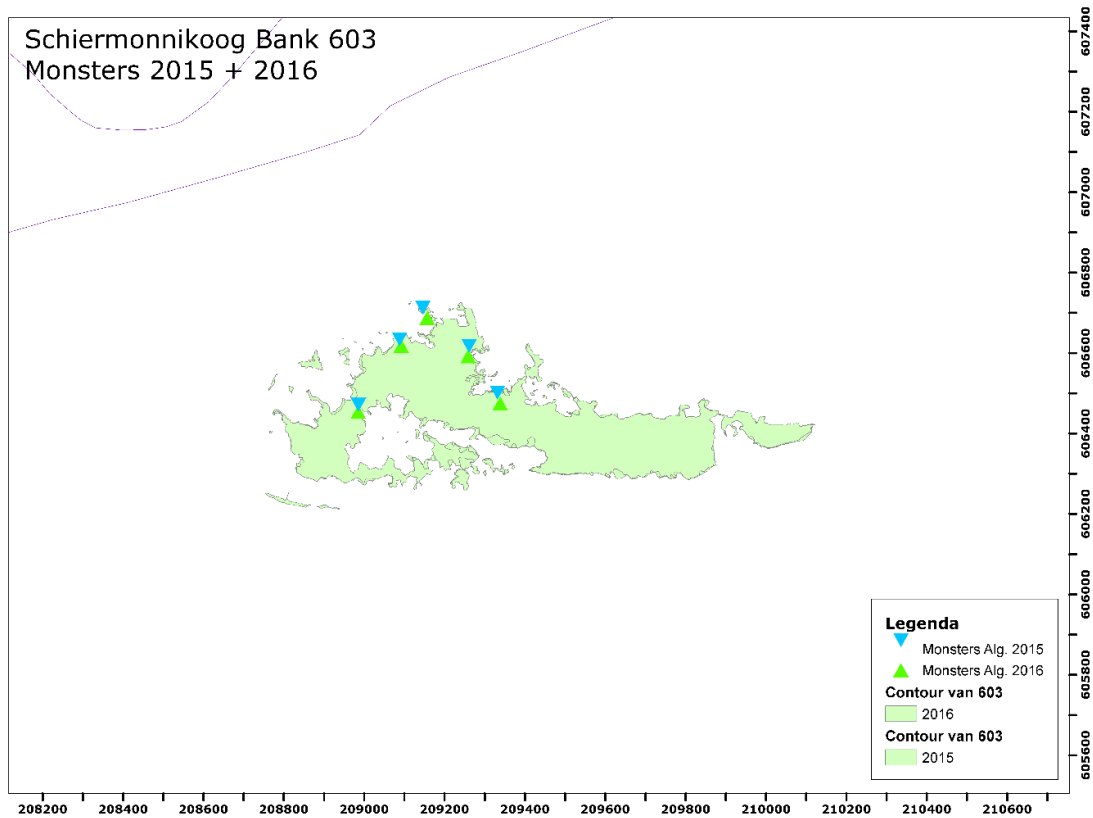 Schiermonnikoog Bank 603
Monsters 2015 + 2016
607400
607200
607000
606800
606600
606400
606200
606000
605800
605600
Legenda
Monsters Alg. 2015
Monsters Alg. 2016
Contour van 603
2016
Contour van 603
2015
208200 208400 208600 208800 209000 209200 209400 209600 209800 210000 210200 210400 210600